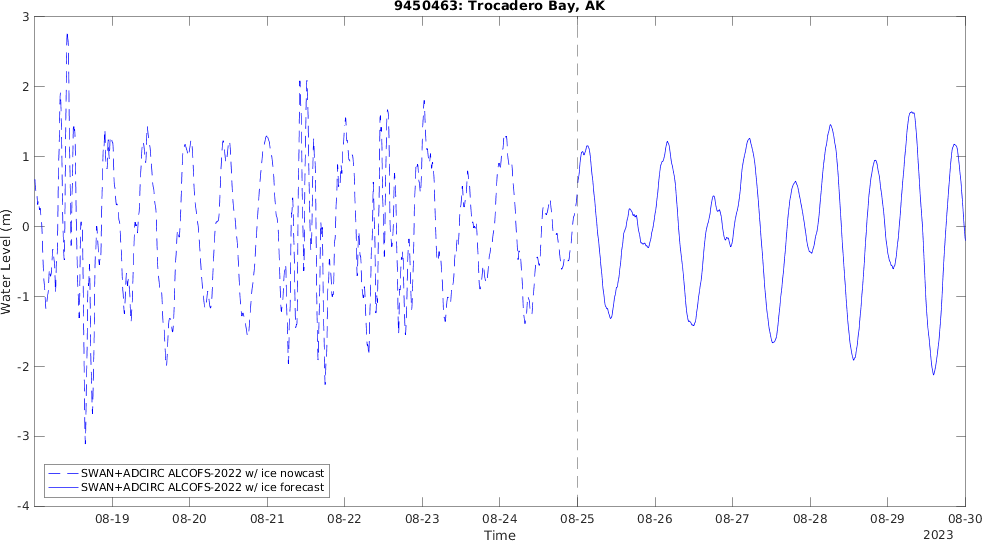 9450463: Trocadero Bay, AK
3
2
1
0
-1
-2
-3
-4
Water Level (m)
SWAN+ADCIRC ALCOFS-2022 w/ ice nowcast
SWAN+ADCIRC ALCOFS-2022 w/ ice forecast
08-19 08-20 08-21 08-22 08-23 08-24 08-25 08-26 08-27 08-28 08-29 08-30
Time
2023